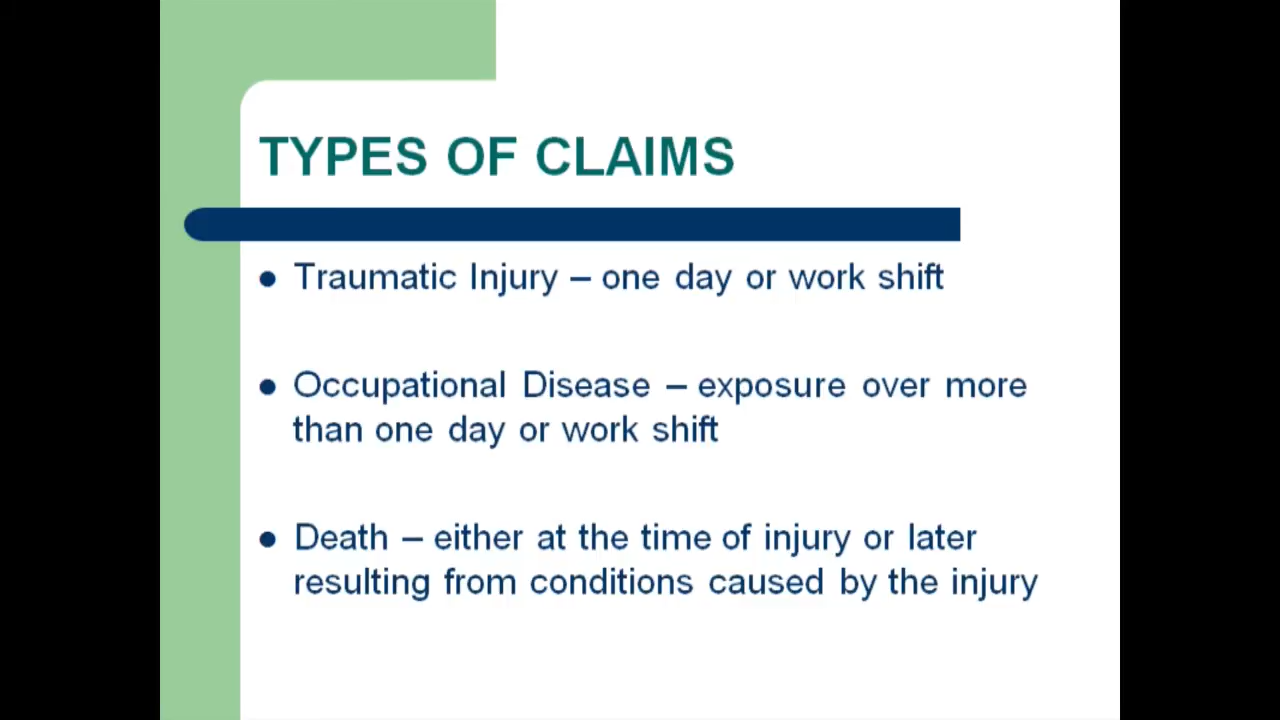 TYPES OF CLAIMS
● Traumatic Injury – one day or work shift
● Occupational Disease – exposure over more
than one day or work shift
● Death – either at the time of injury or later
resulting from conditions caused by the injury